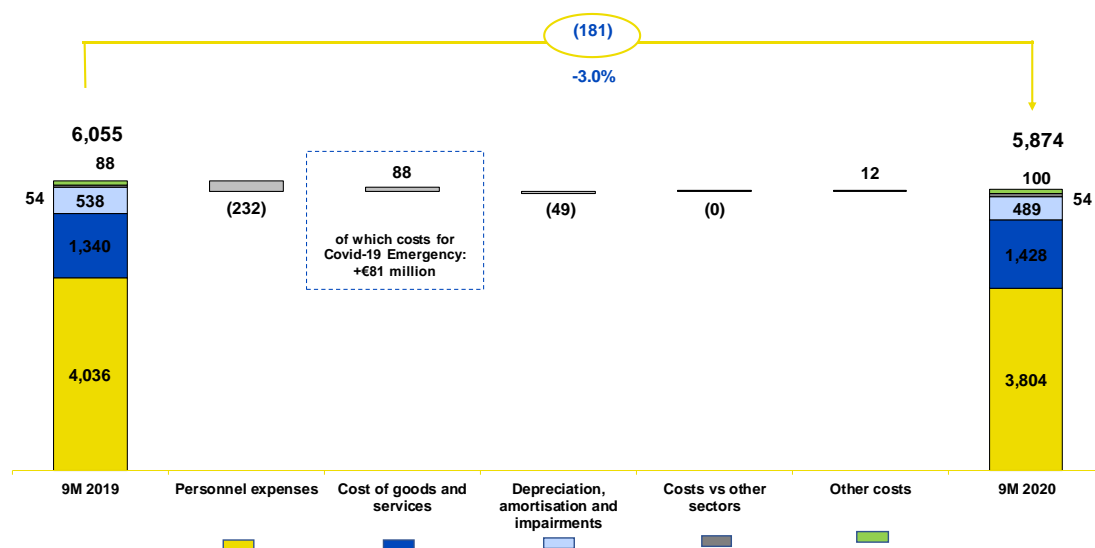 (181)
-3.0%
6,055
5,874
88
88
12
100
54
538
(232)
(49)
(0)
489
54
1,340
of which costs for
Covid-19 Emergency:
+€81 million
1,428
4,036
3,804
9M 2019
Personnel expenses
Cost of goods and
services
Depreciation,
amortisation and
impairments
Costs vs other
sectors
Other costs
9M 2020